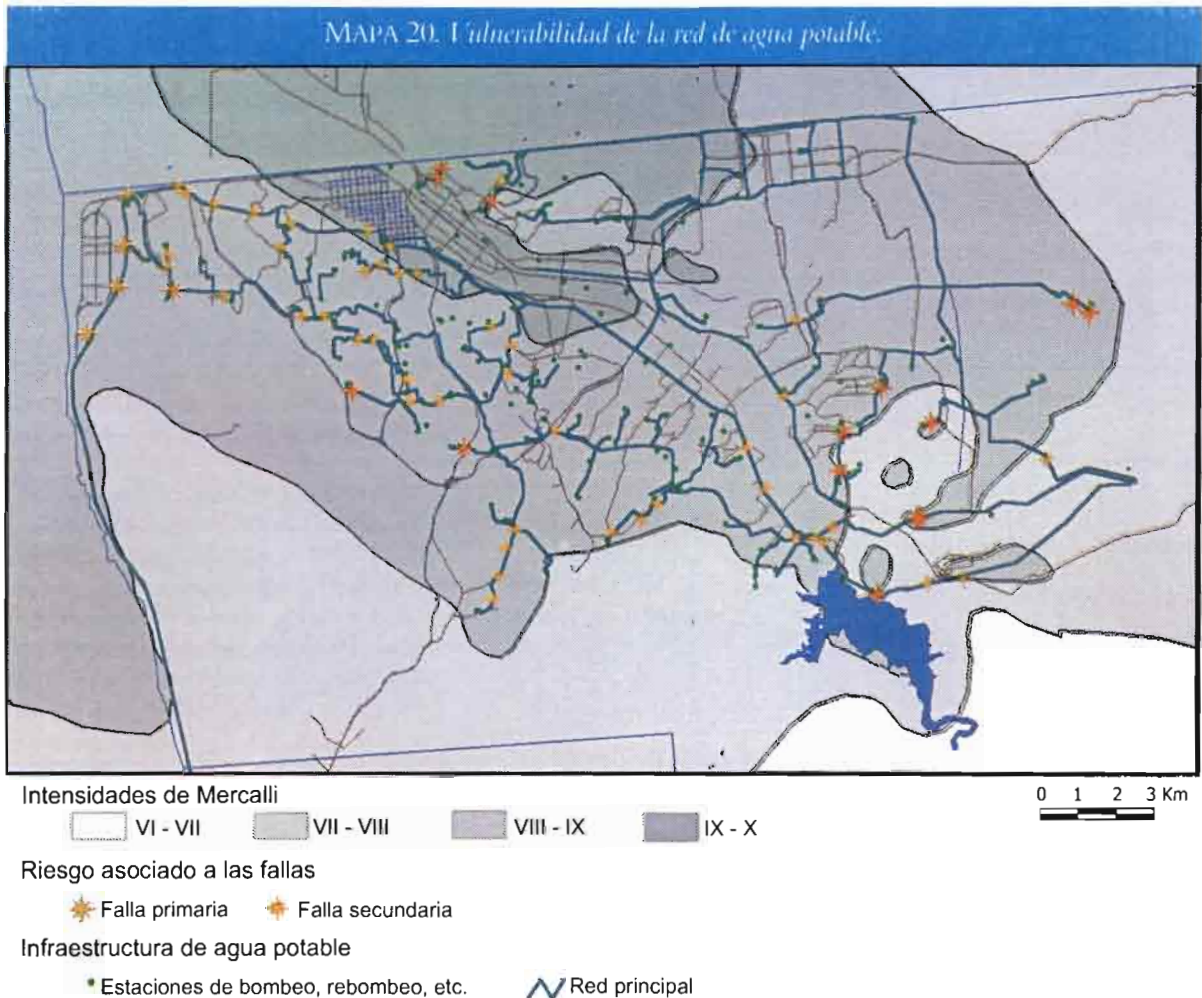 MAPA 20. Vulnerabilidad de la red de agua potable.
Intensidades de Mercalli
0 1 2 3 Km
VI - VII VII - VIII VIII - IX IX - X
Riesgo asociado a las fallas
Falla primaria Falla secundaria
Infraestructura de agua potable
Estaciones de bombeo, rebombeo, etc. Red principal